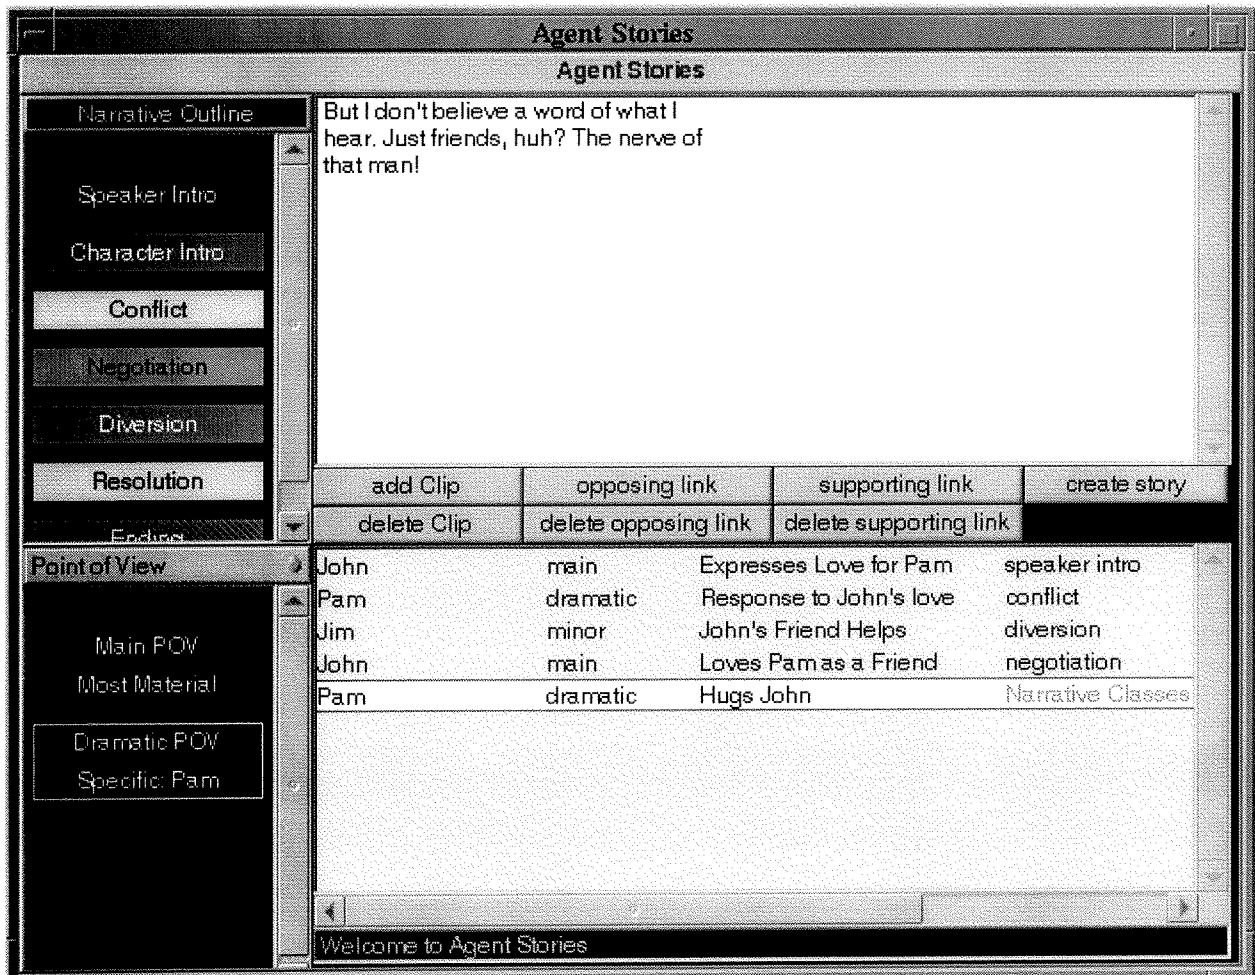 Agent Stories
Agent Stories
Narrative Outline
Speaker Intro
Character Intro
Conflict
Negotiation
Diversion
Resolution
Ending
But I don't believe a word of what I
hear. Just friends, huh? The nerve of
that man!
add Clip opposing link supporting link create story
delete Clip delete opposing link delete supporting link
Point of View
Main POV
Most Material
Dramatic POV
Specific: Pam
John main Expresses Love for Pam speaker intro
Pam dramatic Response to John's love conflict
Jim minor John's Friend Helps diversion
John main Loves Pam as a Friend negotiation
Pam dramatic Hugs John Narrative Classes
Welcome to Agent Stories